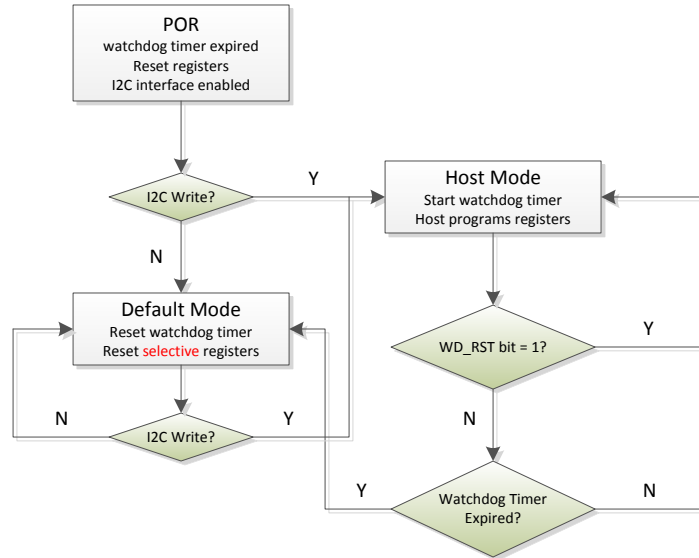 POR
watchdog timer expired
Reset registers
I2C interface enabled
I2C Write?
Y
N
Host Mode
Start watchdog timer
Host programs registers
Default Mode
Reset watchdog timer
Reset selective registers
WD_RST bit = 1?
Y
N
I2C Write?
N
Y
Watchdog Timer
Expired?
Y
N